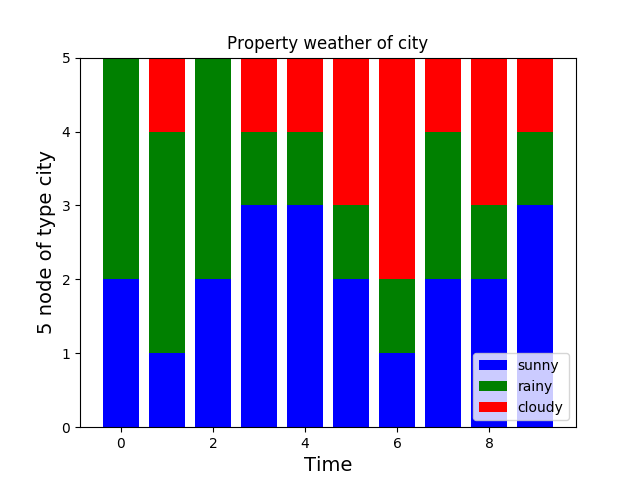 Property weather of city
5
4
3
2
1
0
5 node of type city
0 2 4 6 8
Time
sunny
rainy
cloudy